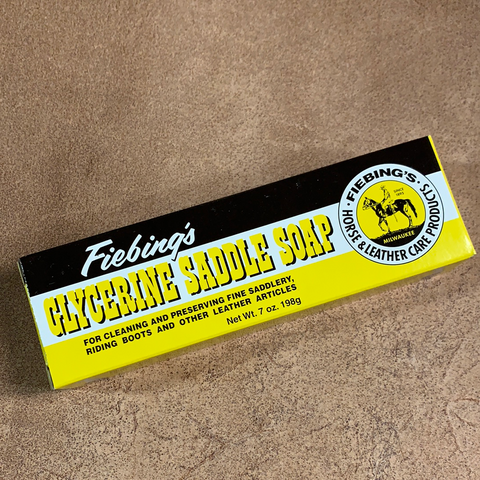 Fiebing's
GLYCERINE SADDLE SOAP
FOR CLEANING AND PRESERVING FINE SADDLERY,
RIDING BOOTS AND OTHER LEATHER ARTICLES
Net Wt. 7 oz. 198g
• FIEBING'S •
HORSE & LEATHER CARE PRODUCTS
SINCE
1895
MILWAUKEE